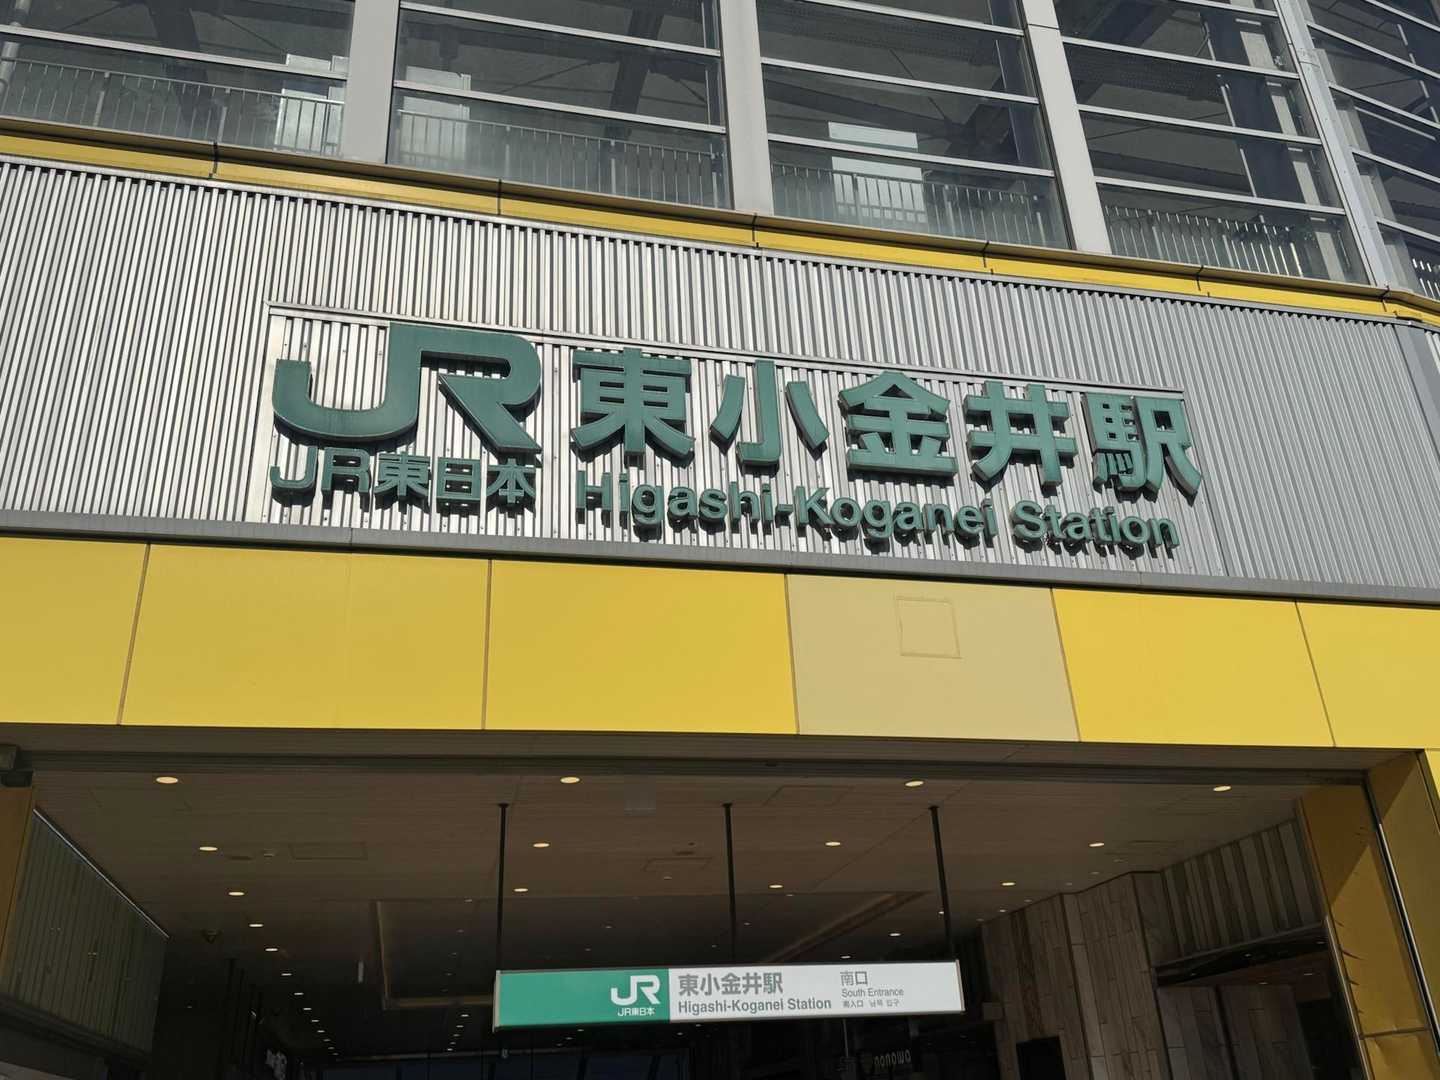 JR 東小金井駅
JR東日本 Higashi-Koganei Station
JR 東小金井駅 南口
JR東日本 Higashi-Koganei Station South Entrance
南入口 남쪽 입구
nonowa